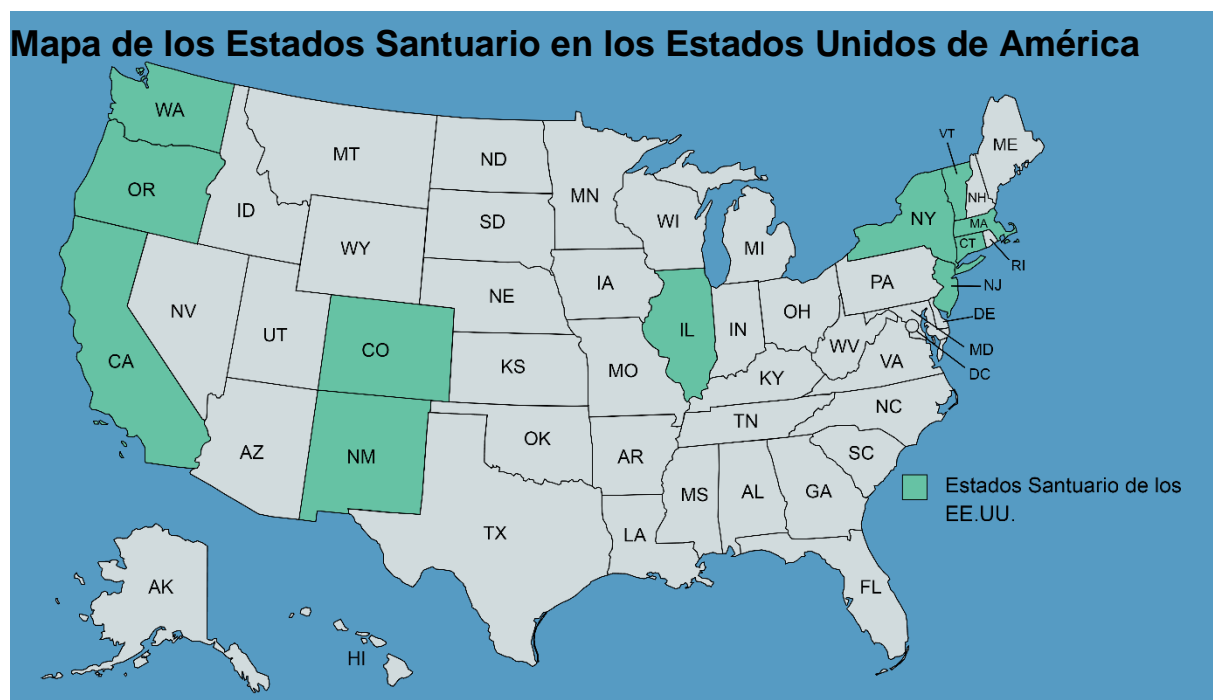 Mapa de los Estados Santuario en los Estados Unidos de América
WA
MT
ND
MN
VT
ME
OR
ID
SD
WI
NH
NY
MA
WY
MI
CT
RI
IA
PA
NJ
NE
NV
UT
OH
DE
IL
IN
CA
CO
WV
MD
KS
MO
VA
DC
KY
NC
TN
AZ
NM
OK
AR
SC
MS
AL
GA
Estados Santuario de los
EE.UU.
TX
LA
AK
FL
HI